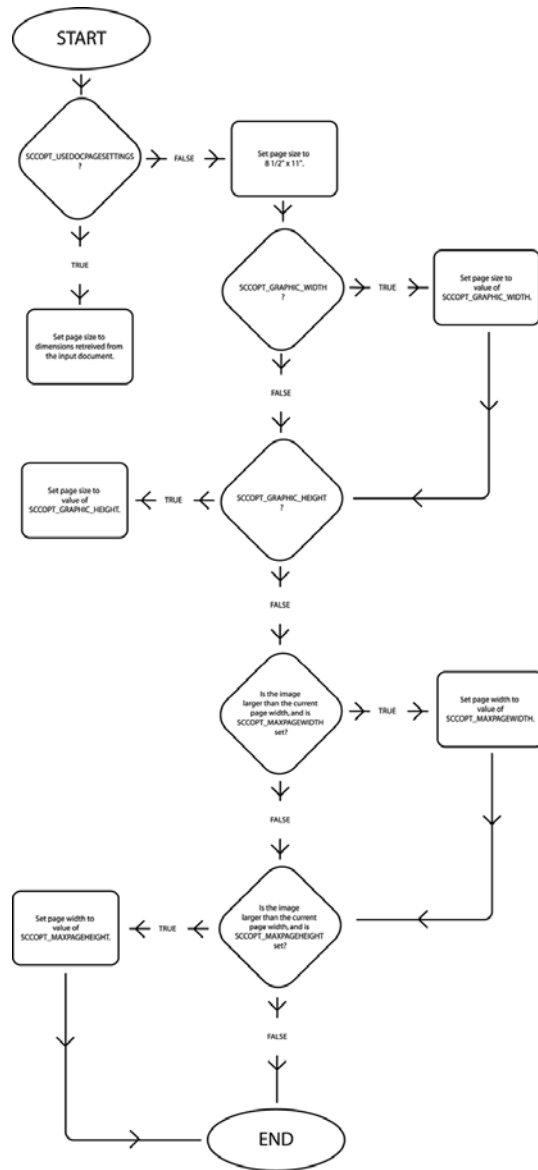 START
SCCOPT_USEDOCPAGESETTINGS
?
FALSE
Set page size to
8 1/2" x 11".
TRUE
Set page size to
dimensions retreived from
the input document.
SCCOPT_GRAPHIC_WIDTH
?
TRUE
Set page size to
value of
SCCOPT_GRAPHIC_WIDTH.
FALSE
Set page size to
value of
SCCOPT_GRAPHIC_HEIGHT.
TRUE
SCCOPT_GRAPHIC_HEIGHT
?
FALSE
Is the image
larger than the current
page width, and is
SCCOPT_MAXPAGEWIDTH
set?
TRUE
Set page width to
value of
SCCOPT_MAXPAGEWIDTH.
FALSE
Set page width to
value of
SCCOPT_MAXPAGEHEIGHT.
TRUE
Is the image
larger than the current
page width, and is
SCCOPT_MAXPAGEHEIGHT
set?
FALSE
END